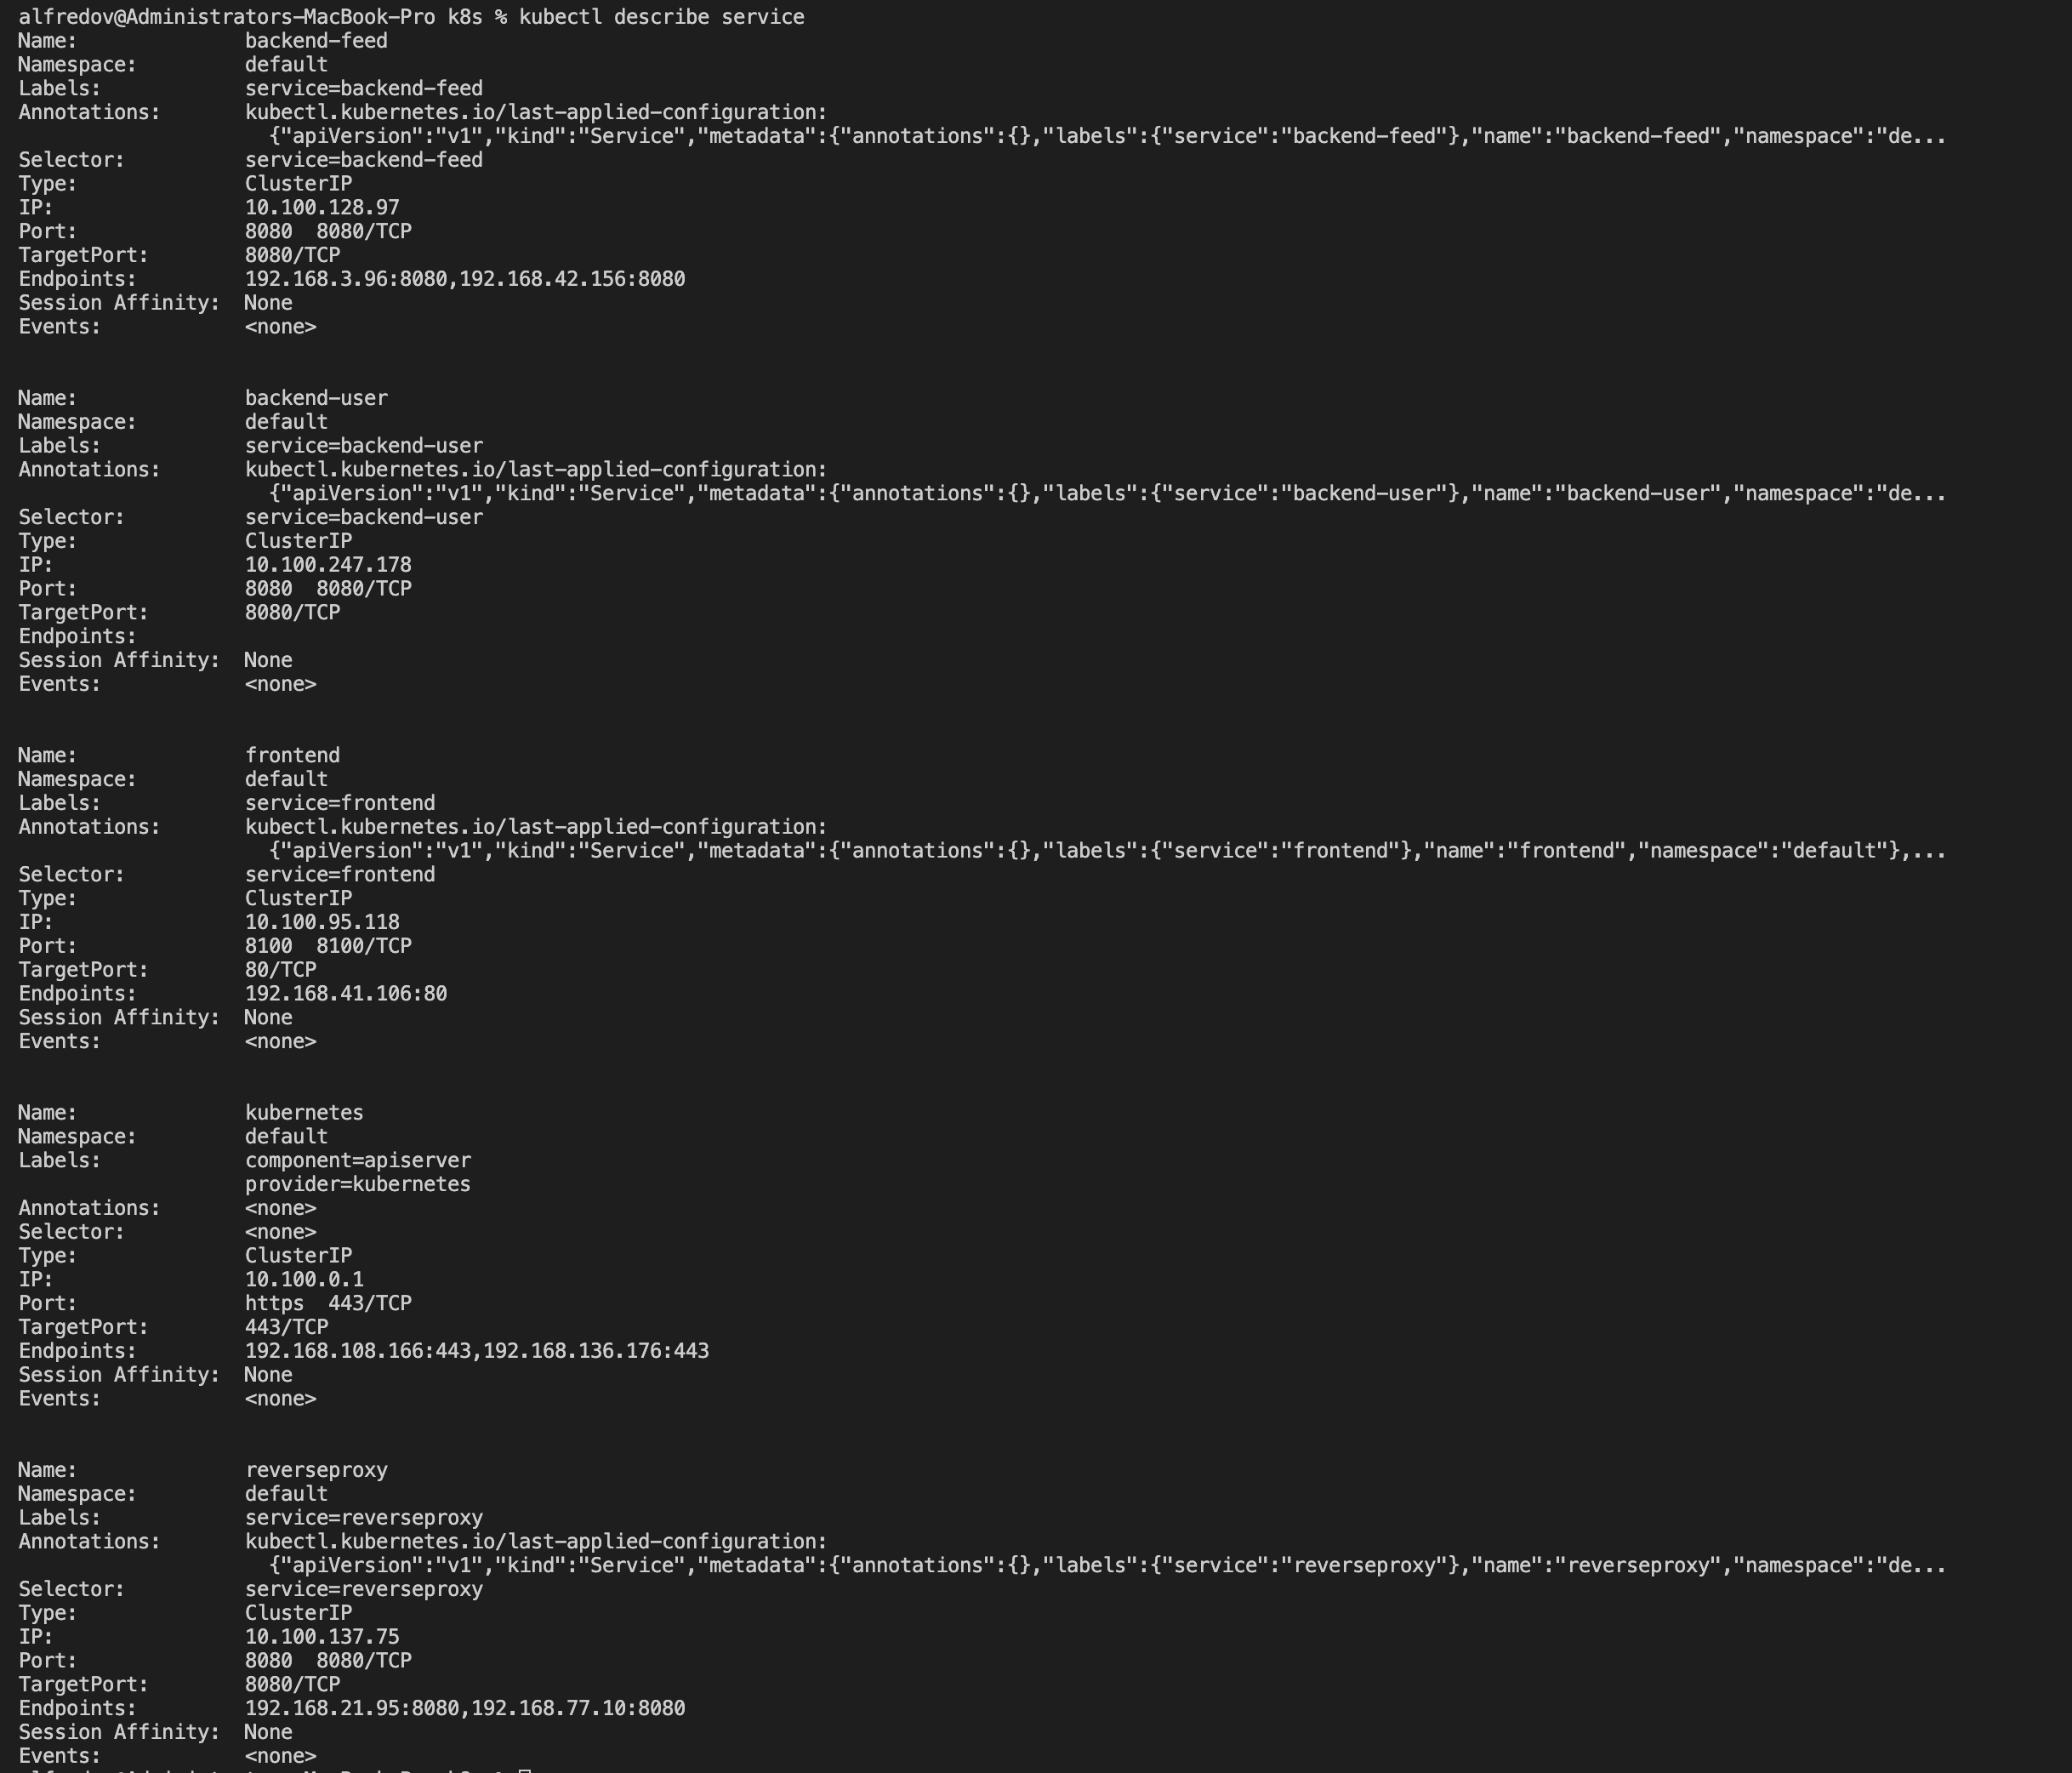 alfredov@Administrators-MacBook-Pro k8s % kubectl describe service
Name:              backend-feed
Namespace:         default
Labels:            service=backend-feed
Annotations:       kubectl.kubernetes.io/last-applied-configuration:
                     {"apiVersion":"v1","kind":"Service","metadata":{"annotations":{},"labels":{"service":"backend-feed"},"name":"backend-feed","namespace":"de...
Selector:          service=backend-feed
Type:              ClusterIP
IP:                10.100.128.97
Port:              8080  8080/TCP
TargetPort:        8080/TCP
Endpoints:         192.168.3.96:8080,192.168.42.156:8080
Session Affinity:  None
Events:            <none>

Name:              backend-user
Namespace:         default
Labels:            service=backend-user
Annotations:       kubectl.kubernetes.io/last-applied-configuration:
                     {"apiVersion":"v1","kind":"Service","metadata":{"annotations":{},"labels":{"service":"backend-user"},"name":"backend-user","namespace":"de...
Selector:          service=backend-user
Type:              ClusterIP
IP:                10.100.247.178
Port:              8080  8080/TCP
TargetPort:        8080/TCP
Endpoints:
Session Affinity:  None
Events:            <none>

Name:              frontend
Namespace:         default
Labels:            service=frontend
Annotations:       kubectl.kubernetes.io/last-applied-configuration:
                     {"apiVersion":"v1","kind":"Service","metadata":{"annotations":{},"labels":{"service":"frontend"},"name":"frontend","namespace":"default"},...
Selector:          service=frontend
Type:              ClusterIP
IP:                10.100.95.118
Port:              8100  8100/TCP
TargetPort:        80/TCP
Endpoints:         192.168.41.106:80
Session Affinity:  None
Events:            <none>

Name:              kubernetes
Namespace:         default
Labels:            component=apiserver
                   provider=kubernetes
Annotations:       <none>
Selector:          <none>
Type:              ClusterIP
IP:                10.100.0.1
Port:              https  443/TCP
TargetPort:        443/TCP
Endpoints:         192.168.108.166:443,192.168.136.176:443
Session Affinity:  None
Events:            <none>

Name:              reverseproxy
Namespace:         default
Labels:            service=reverseproxy
Annotations:       kubectl.kubernetes.io/last-applied-configuration:
                     {"apiVersion":"v1","kind":"Service","metadata":{"annotations":{},"labels":{"service":"reverseproxy"},"name":"reverseproxy","namespace":"de...
Selector:          service=reverseproxy
Type:              ClusterIP
IP:                10.100.137.75
Port:              8080  8080/TCP
TargetPort:        8080/TCP
Endpoints:         192.168.21.95:8080,192.168.77.10:8080
Session Affinity:  None
Events:            <none>